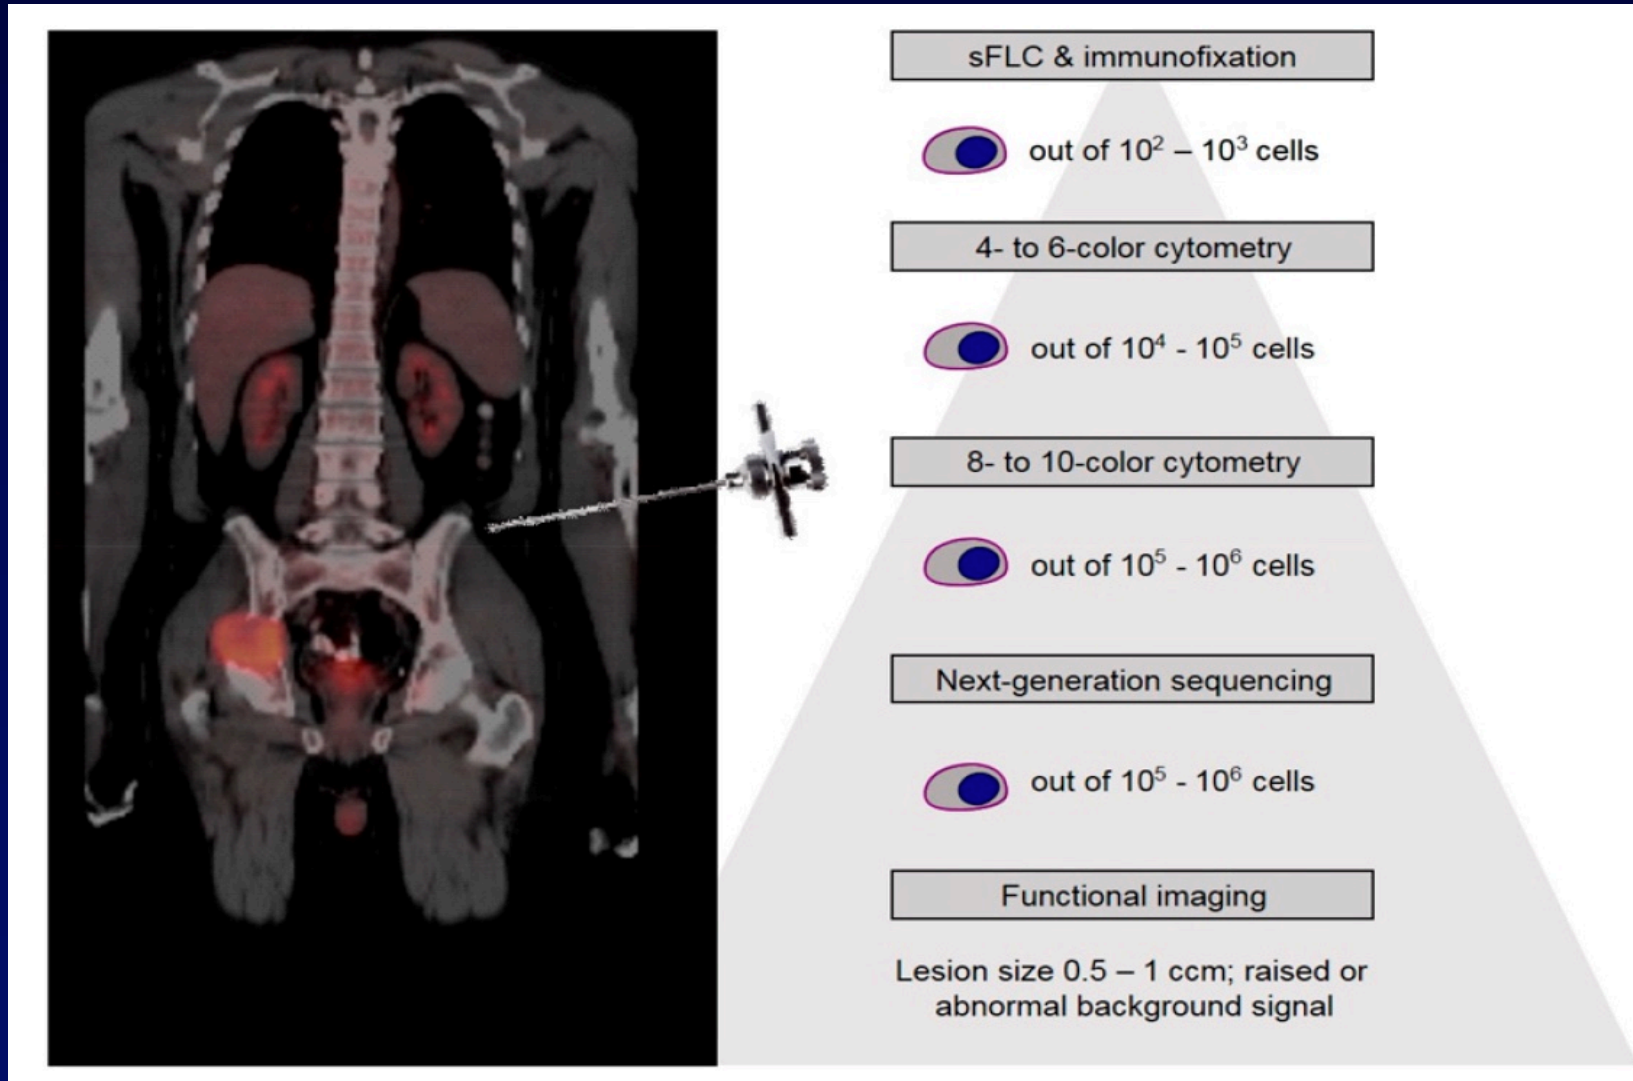 sFLC & immunofixation
out of 10² – 10³ cells
4- to 6-color cytometry
out of 10⁴ - 10⁵ cells
8- to 10-color cytometry
out of 10⁵ - 10⁶ cells
Next-generation sequencing
out of 10⁵ - 10⁶ cells
Functional imaging
Lesion size 0.5 – 1 ccm; raised or
abnormal background signal